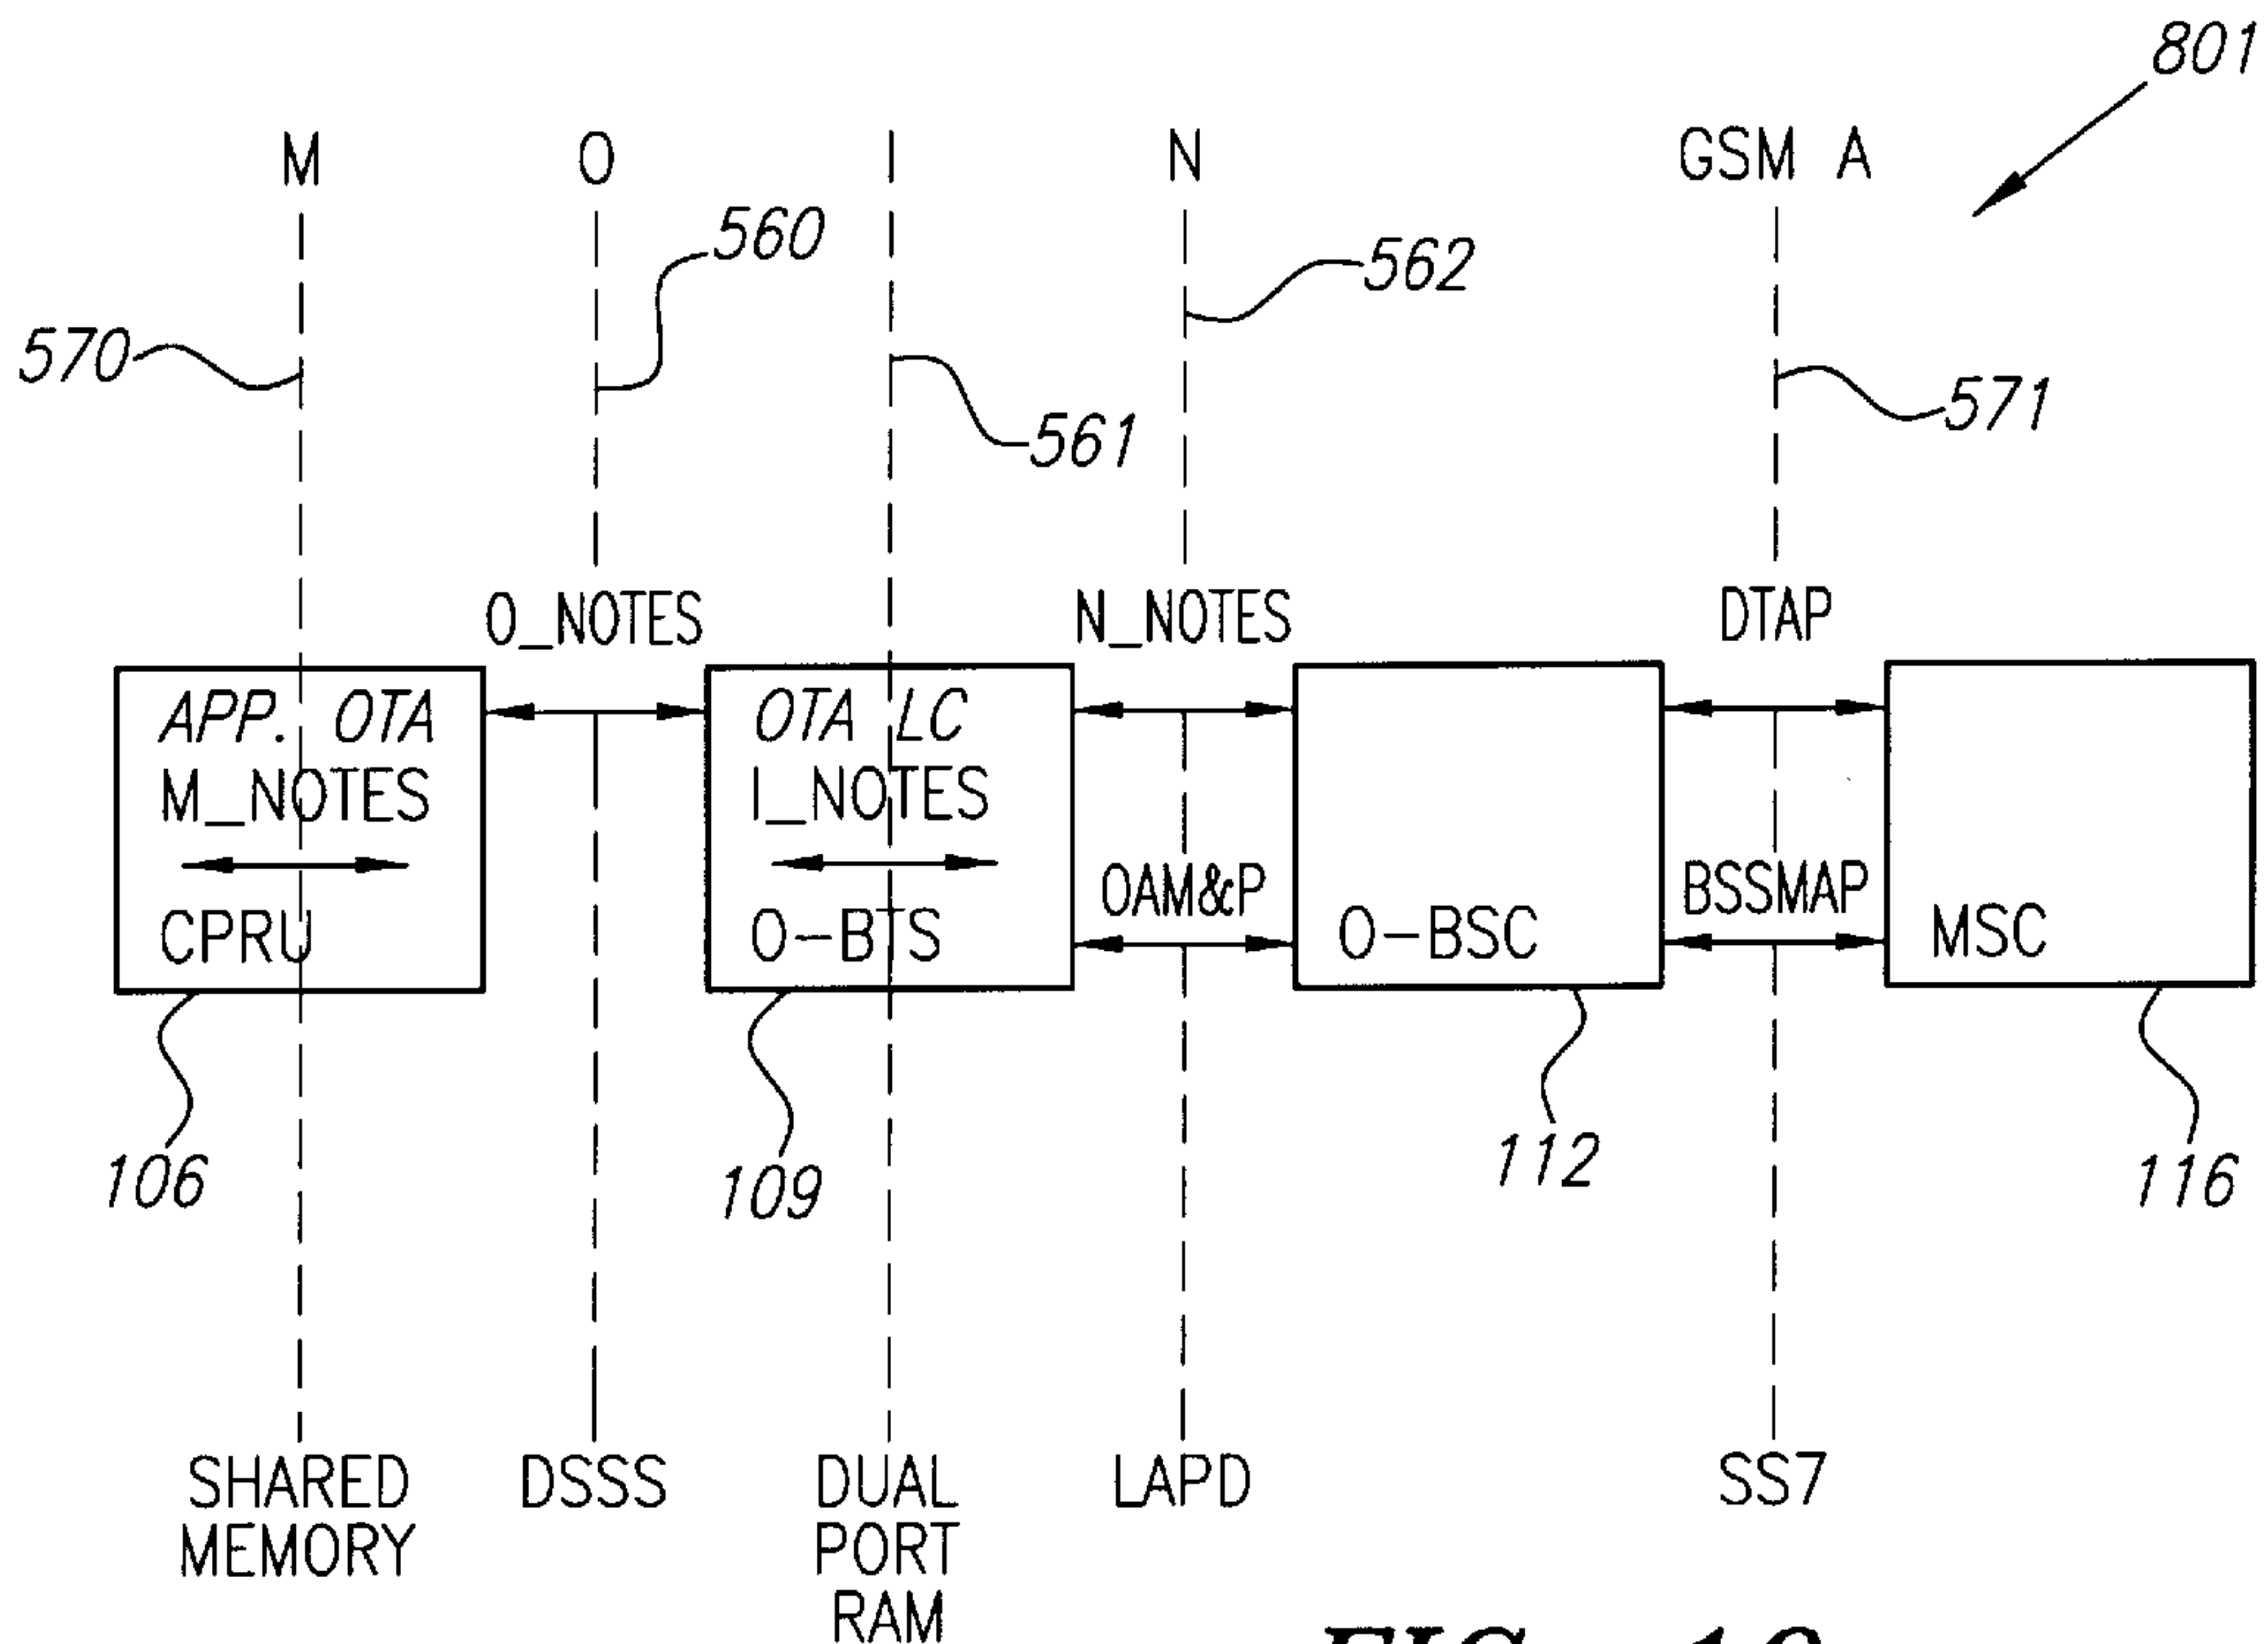 801
M O I N GSM A
560
562
570
571
561
O_NOTES N_NOTES DTAP
APP. OTA OTA LC
M_NOTES I_NOTES
OAM&P BSSMAP
CPRU O-BTS O-BSC MSC
106 109 112 116
SHARED DSSS DUAL LAPD SS7
MEMORY PORT
RAM